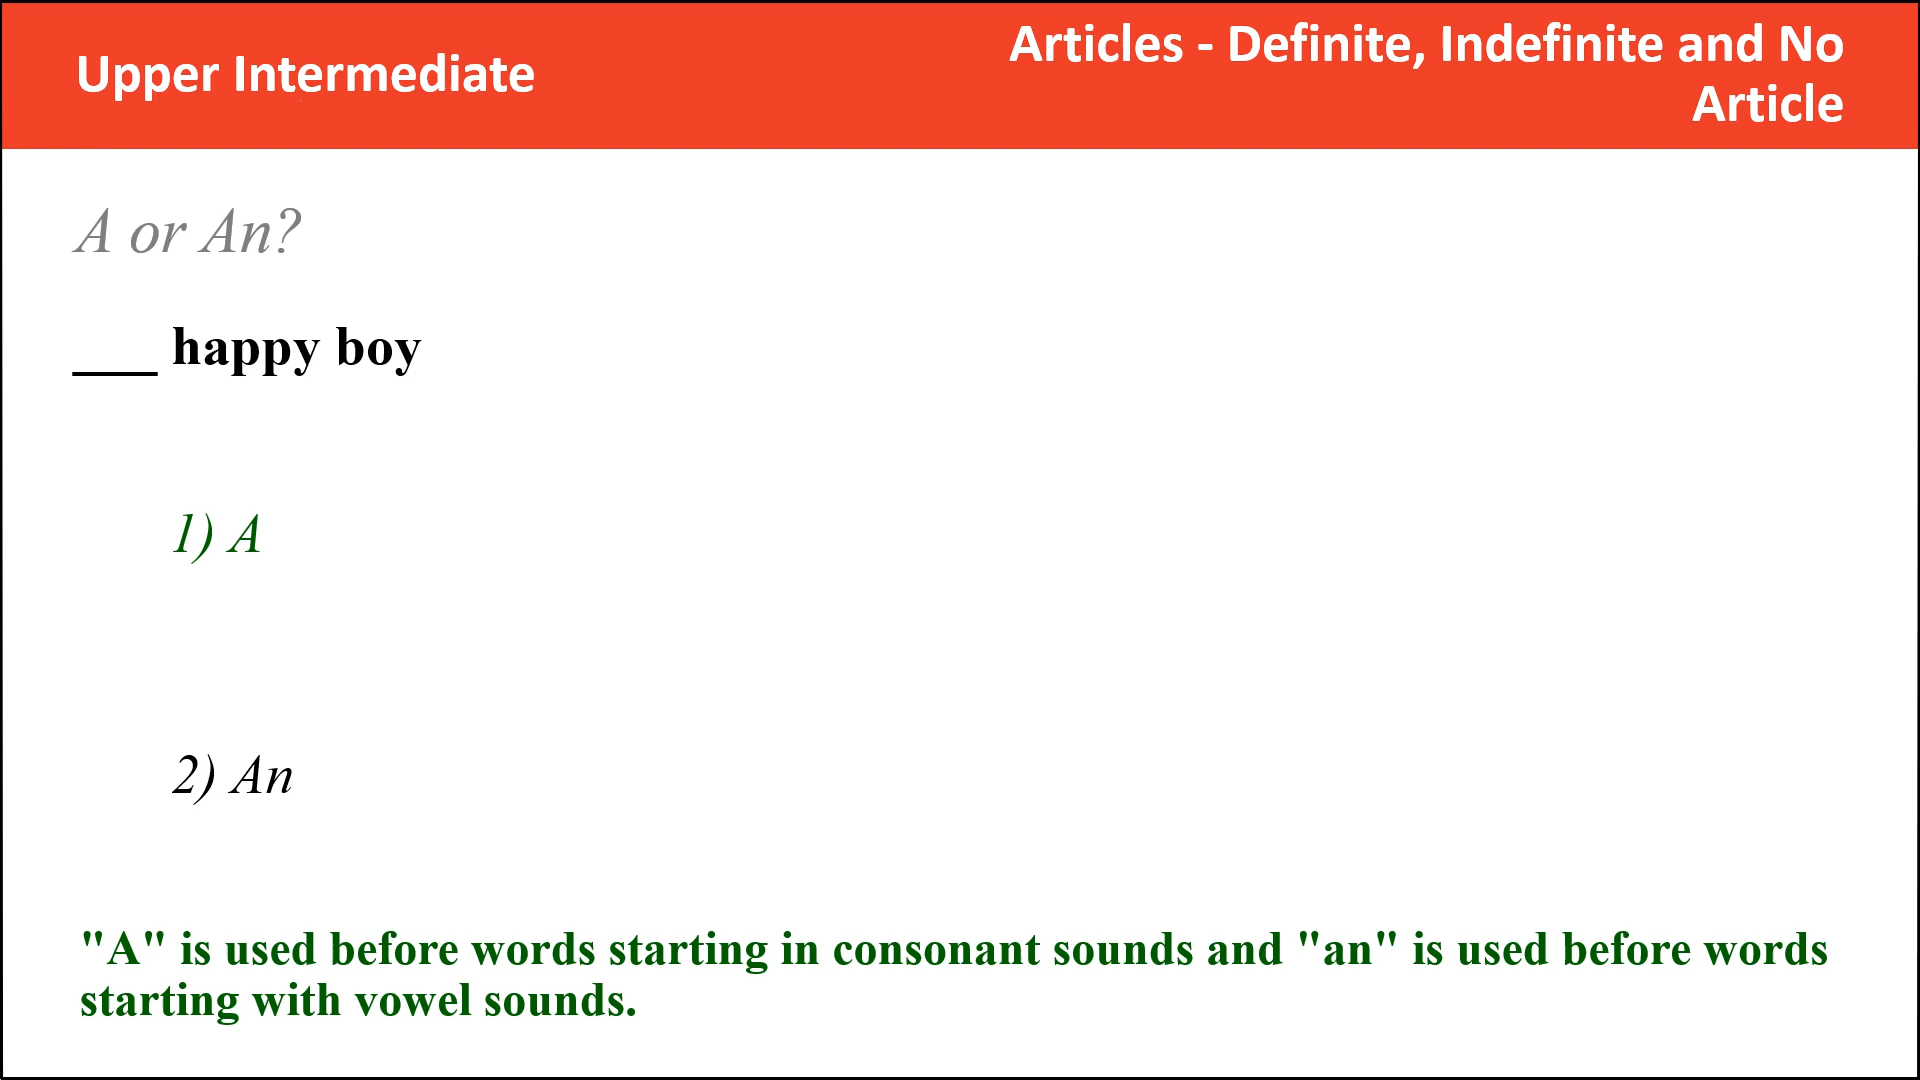 Upper Intermediate
Articles - Definite, Indefinite and No
Article
A or An?
___ happy boy
1) A
2) An
"A" is used before words starting in consonant sounds and "an" is used before words
starting with vowel sounds.